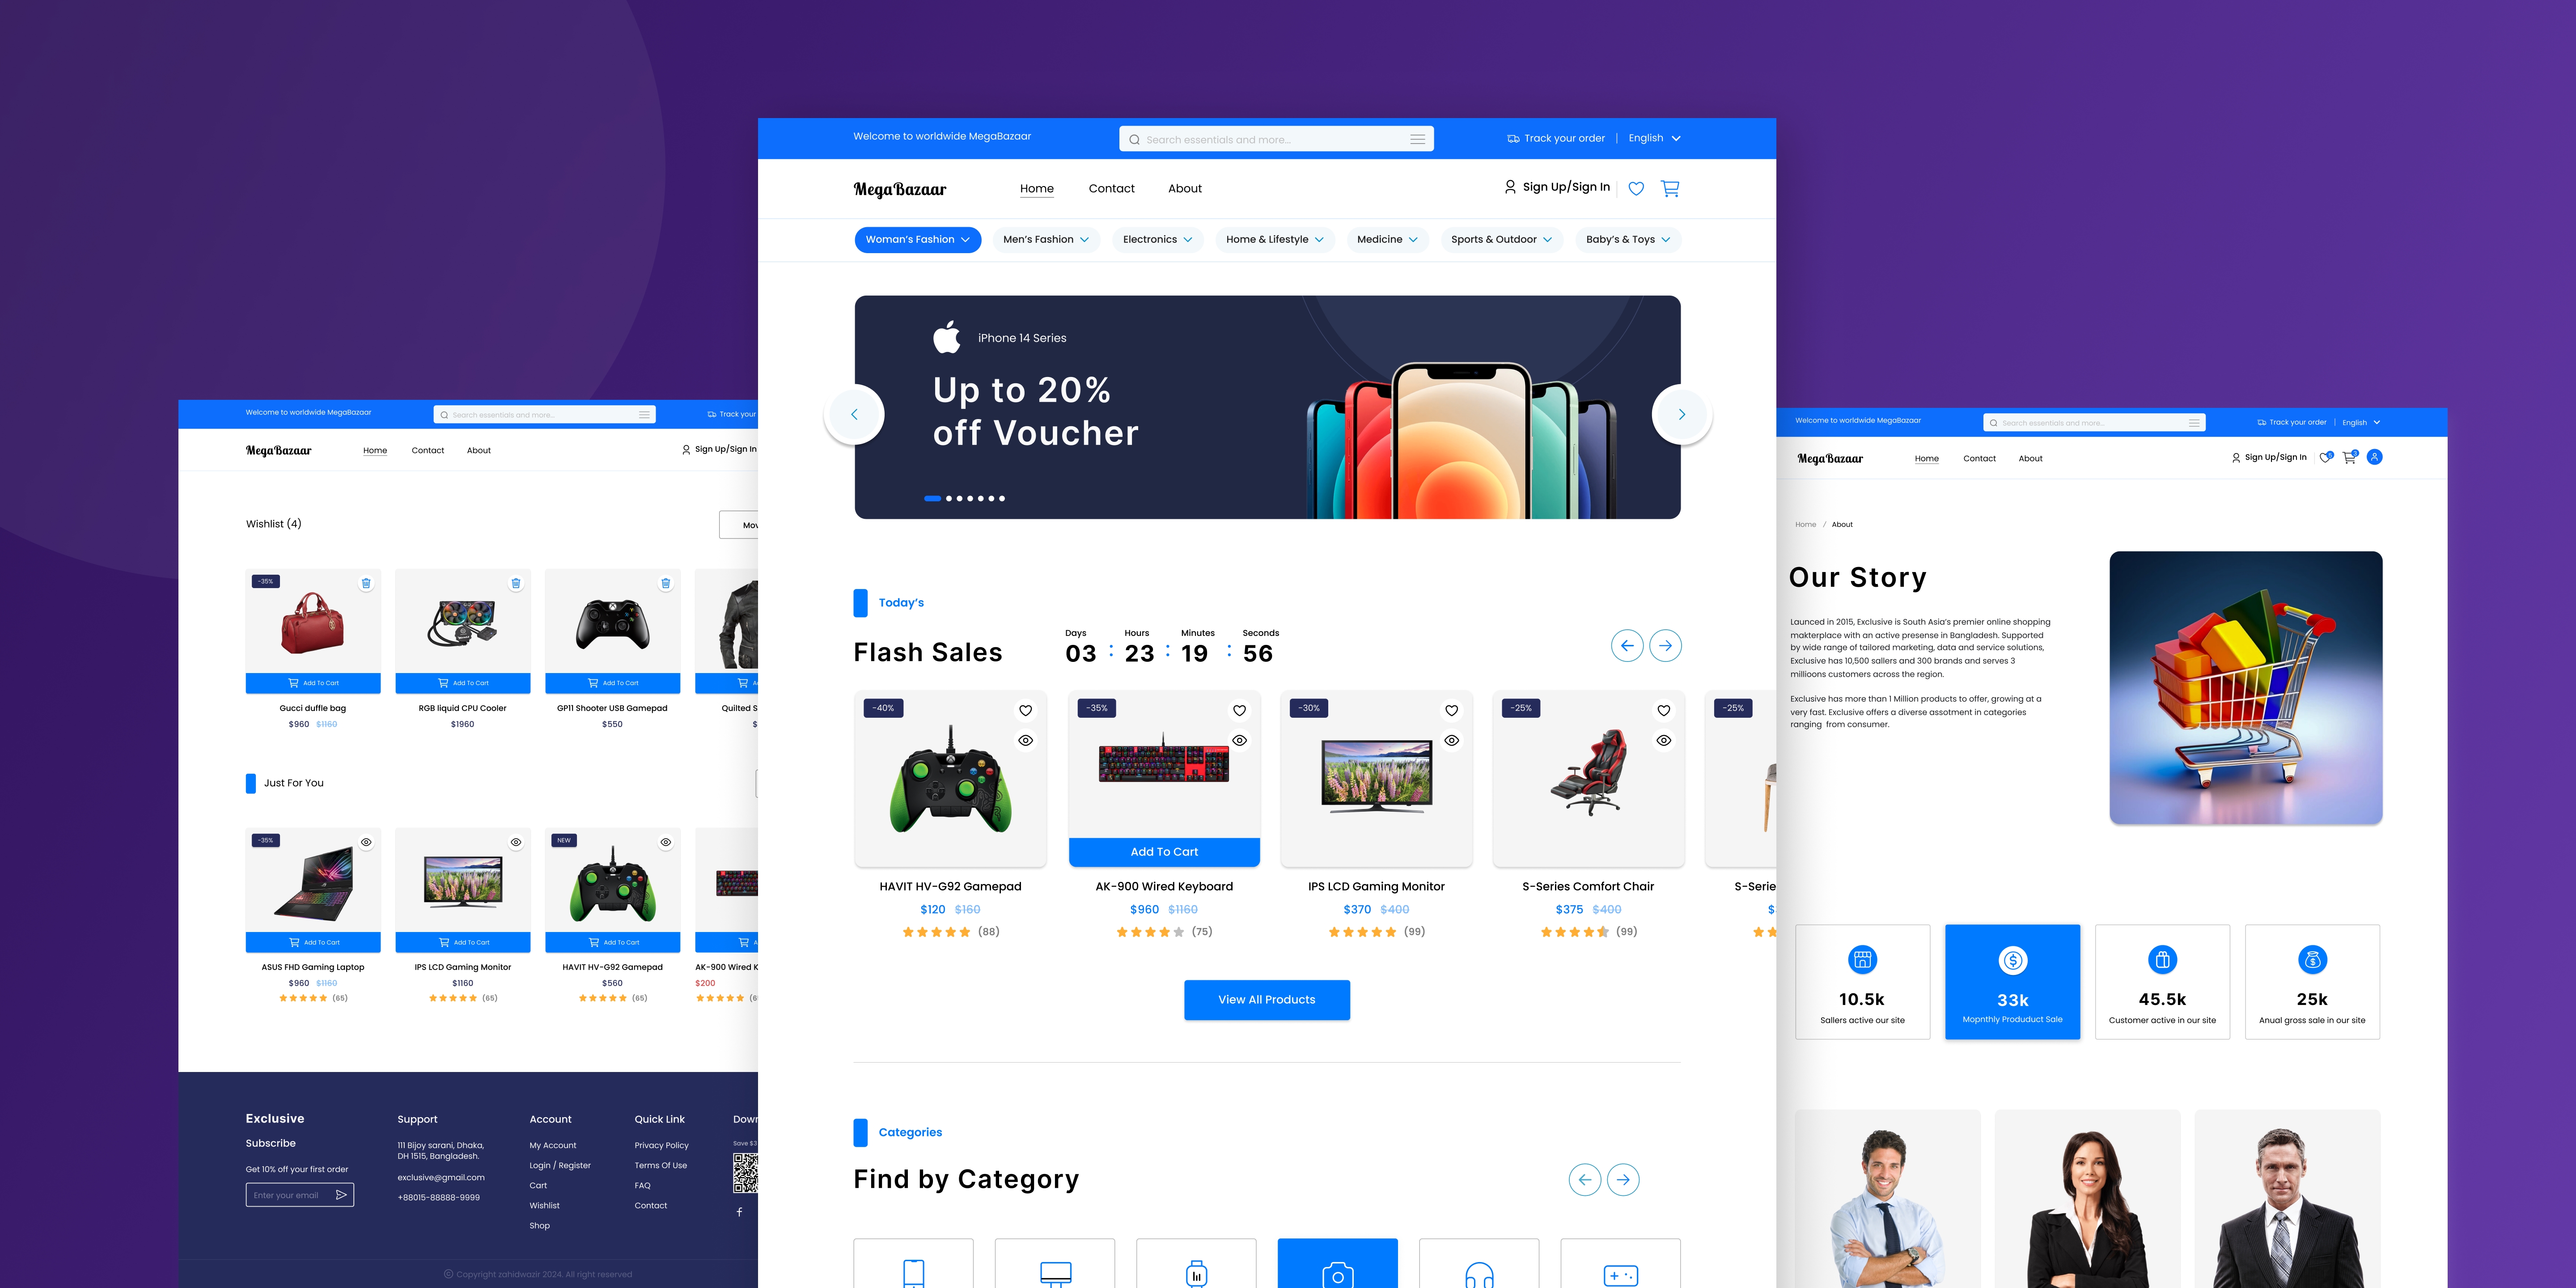 Welcome to worldwide MegaBazaar
Search essentials and more...
Track your order
English
MegaBazaar
Home
Contact
About
Sign Up/Sign In
Woman's Fashion
Men's Fashion
Electronics
Home & Lifestyle
Medicine
Sports & Outdoor
Baby's & Toys
iPhone 14 Series
Up to 20%
off Voucher
Today's
Flash Sales
Days
Hours
Minutes
Seconds
03 : 23 : 19 : 56
-40%
-35%
-30%
-25%
-25%
Add To Cart
HAVIT HV-G92 Gamepad
$120 $160
(88)
AK-900 Wired Keyboard
$960 $1160
(75)
IPS LCD Gaming Monitor
$370 $400
(99)
S-Series Comfort Chair
$375 $400
(99)
S-Serie
$
View All Products
Categories
Find by Category
Welcome to worldwide MegaBazaar
Search essentials and more...
Track your
MegaBazaar
Home
Contact
About
Sign Up/Sign In
Wishlist (4)
Mov
-35%
Add To Cart
Add To Cart
Add To Cart
A
Gucci duffle bag
$960 $1160
RGB liquid CPU Cooler
$1960
GP11 Shooter USB Gamepad
$550
Quilted S
$
Just For You
-35%
NEW
Add To Cart
Add To Cart
Add To Cart
A
ASUS FHD Gaming Laptop
$960 $1160
(65)
IPS LCD Gaming Monitor
$1160
(65)
HAVIT HV-G92 Gamepad
$560
(65)
AK-900 Wired K
$200
(6
Exclusive
Subscribe
Get 10% off your first order
Enter your email
Support
111 Bijoy sarani, Dhaka,
DH 1515, Bangladesh.
exclusive@gmail.com
+88015-88888-9999
Account
My Account
Login / Register
Cart
Wishlist
Shop
Quick Link
Privacy Policy
Terms Of Use
FAQ
Contact
Down
Save $3
Copyright zahidwazir 2024. All right reserved
Welcome to worldwide MegaBazaar
Search essentials and more...
Track your order
English
MegaBazaar
Home
Contact
About
Sign Up/Sign In
Home / About
Our Story
Launced in 2015, Exclusive is South Asia's premier online shopping
makterplace with an active presense in Bangladesh. Supported
by wide range of tailored marketing, data and service solutions,
Exclusive has 10,500 sallers and 300 brands and serves 3
millioons customers across the region.
Exclusive has more than 1 Million products to offer, growing at a
very fast. Exclusive offers a diverse assotment in categories
ranging from consumer.
10.5k
Sallers active our site
33k
Mopnthly Produduct Sale
45.5k
Customer active in our site
25k
Anual gross sale in our site